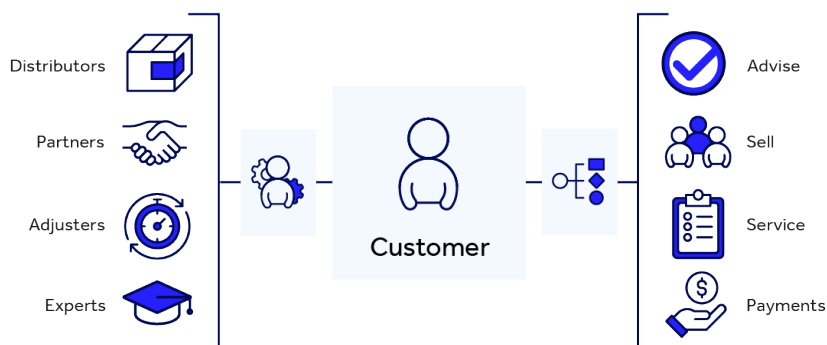 Distributors
Partners
Adjusters
Experts
Customer
Advise
Sell
Service
$
Payments